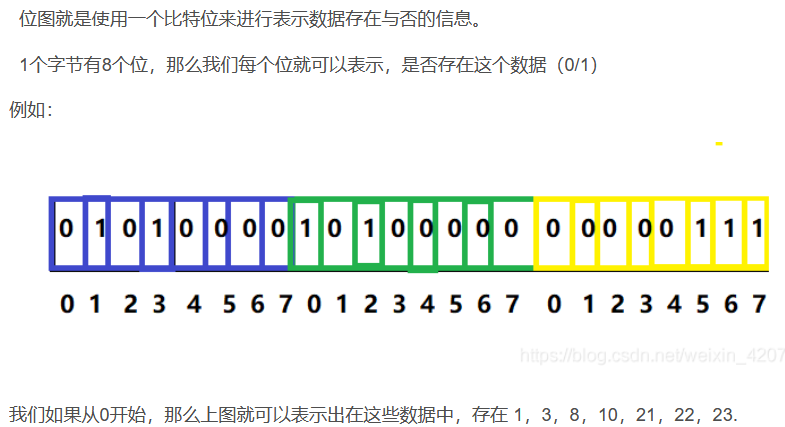 位图就是使用一个比特位来进行表示数据存在与否的信息。
1个字节有8个位，那么我们每个位就可以表示，是否存在这个数据（0/1）
例如：
0 1 0 1 0 0 0 0 1 0 1 0 0 0 0 0 0 0 0 0 0 1 1 1
0 1 2 3 4 5 6 7 0 1 2 3 4 5 6 7 0 1 2 3 4 5 6 7
https://blog.csdn.net/weixin_4207
我们如果从0开始，那么上图就可以表示出在这些数据中，存在 1，3，8，10，21，22，23.